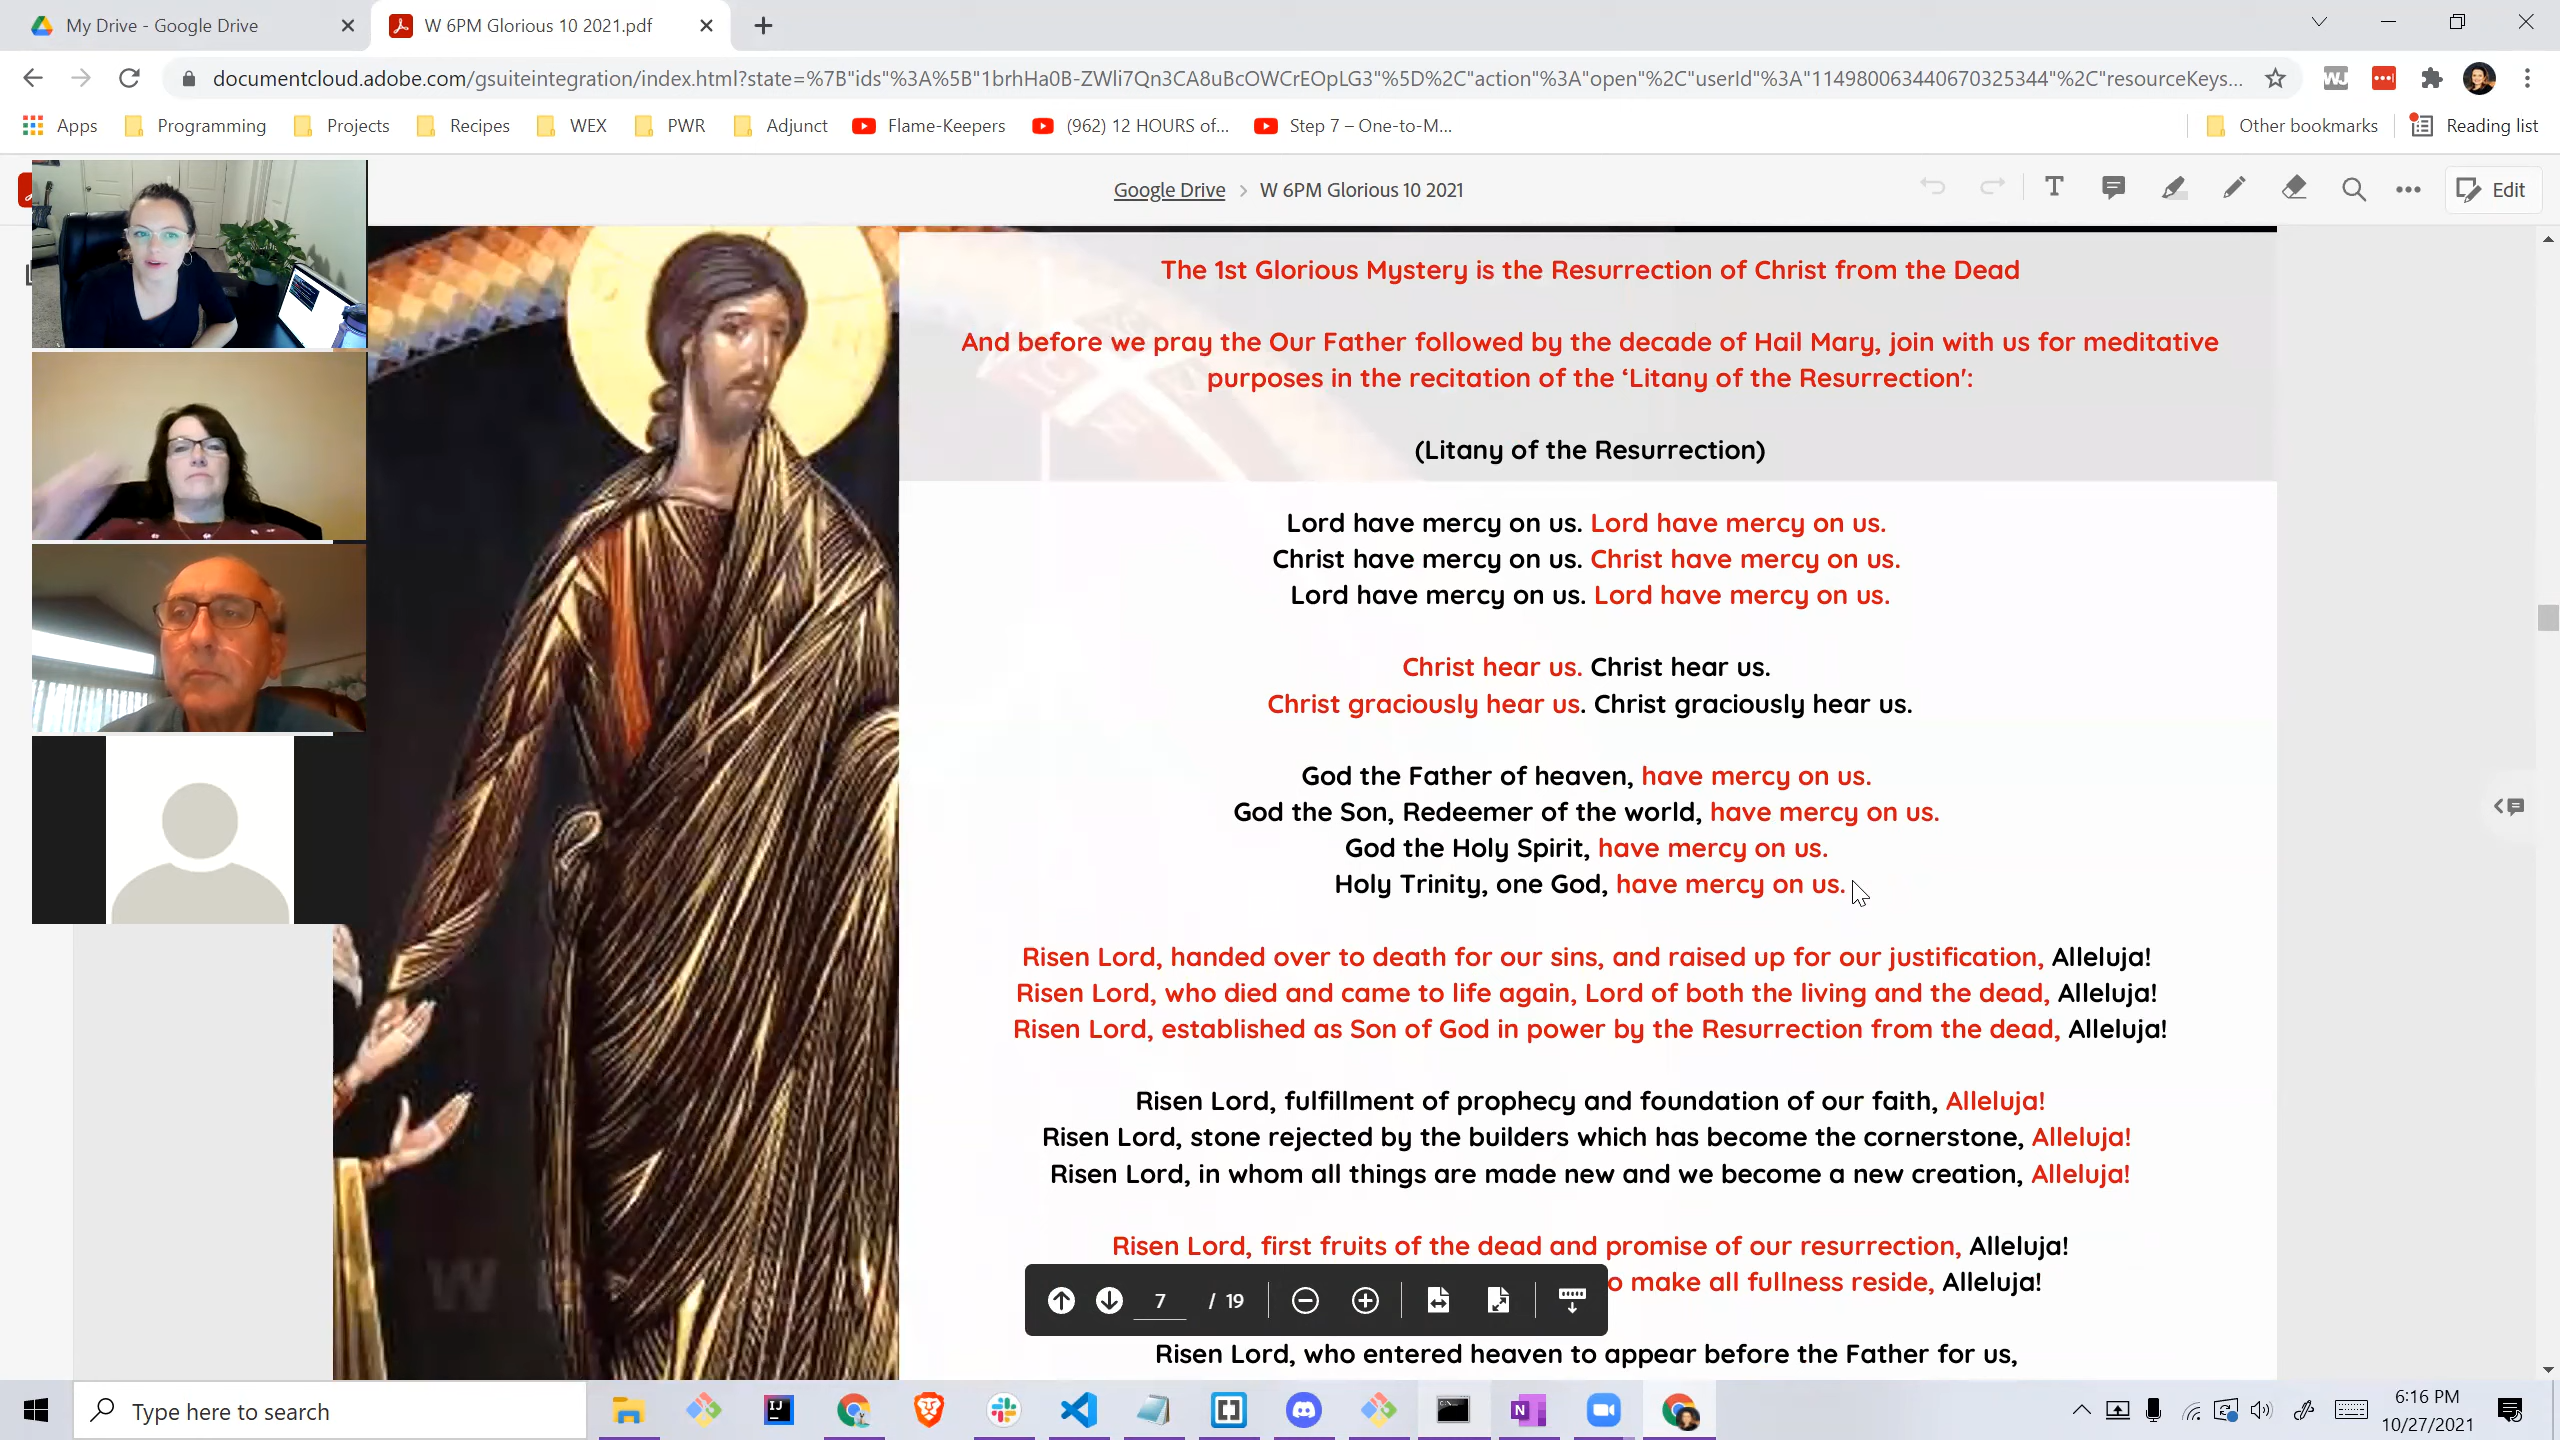 My Drive - Google Drive
W 6PM Glorious 10 2021.pdf
documentcloud.adobe.com/gsuiteintegration/index.html?state=%7B"ids"%3A%5B"1brhHa0B-ZWli7Qn3CA8uBcOWCrEOpLG3"%5D%2C"action"%3A"open"%2C"userId"%3A"114980063440670325344"%2C"resourceKeys...
Apps Programming Projects Recipes WEX PWR Adjunct Flame-Keepers (962) 12 HOURS of... Step 7 – One-to-M... Other bookmarks Reading list
Google Drive > W 6PM Glorious 10 2021
Edit
The 1st Glorious Mystery is the Resurrection of Christ from the Dead
And before we pray the Our Father followed by the decade of Hail Mary, join with us for meditative
purposes in the recitation of the ‘Litany of the Resurrection':
(Litany of the Resurrection)
Lord have mercy on us. Lord have mercy on us.
Christ have mercy on us. Christ have mercy on us.
Lord have mercy on us. Lord have mercy on us.
Christ hear us. Christ hear us.
Christ graciously hear us. Christ graciously hear us.
God the Father of heaven, have mercy on us.
God the Son, Redeemer of the world, have mercy on us.
God the Holy Spirit, have mercy on us.
Holy Trinity, one God, have mercy on us.
Risen Lord, handed over to death for our sins, and raised up for our justification, Alleluja!
Risen Lord, who died and came to life again, Lord of both the living and the dead, Alleluja!
Risen Lord, established as Son of God in power by the Resurrection from the dead, Alleluja!
Risen Lord, fulfillment of prophecy and foundation of our faith, Alleluja!
Risen Lord, stone rejected by the builders which has become the cornerstone, Alleluja!
Risen Lord, in whom all things are made new and we become a new creation, Alleluja!
Risen Lord, first fruits of the dead and promise of our resurrection, Alleluja!
o make all fullness reside, Alleluja!
7 / 19
Risen Lord, who entered heaven to appear before the Father for us,
Type here to search
6:16 PM
10/27/2021